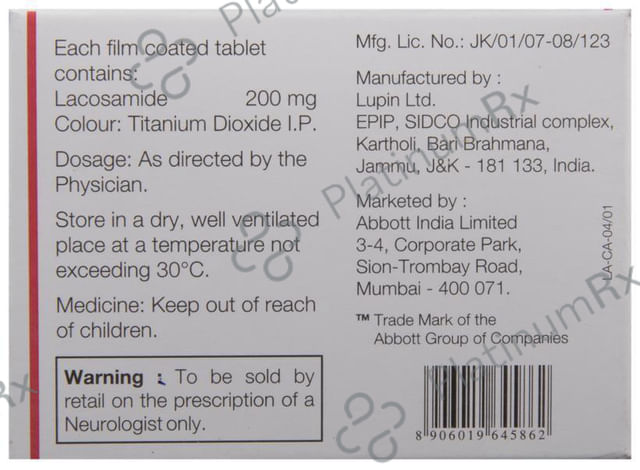 Each film coated tablet
contains:
Lacosamide 200 mg
Colour: Titanium Dioxide I.P.
Dosage: As directed by the
Physician.
Store in a dry, well ventilated
place at a temperature not
exceeding 30°C.
Medicine: Keep out of reach
of children.
Warning : To be sold by
retail on the prescription of a
Neurologist only.
Mfg. Lic. No.: JK/01/07-08/123
Manufactured by :
Lupin Ltd.
EPIP, SIDCO Industrial complex,
Kartholi, Bari Brahmana,
Jammu, J&K - 181 133, India.
Marketed by :
Abbott India Limited
3-4, Corporate Park,
Sion-Trombay Road,
Mumbai - 400 071.
™ Trade Mark of the
Abbott Group of Companies
LA-CA-04/01
8 906019 645862
PlatinumRx
PlatinumRx
PlatinumRx
Rx